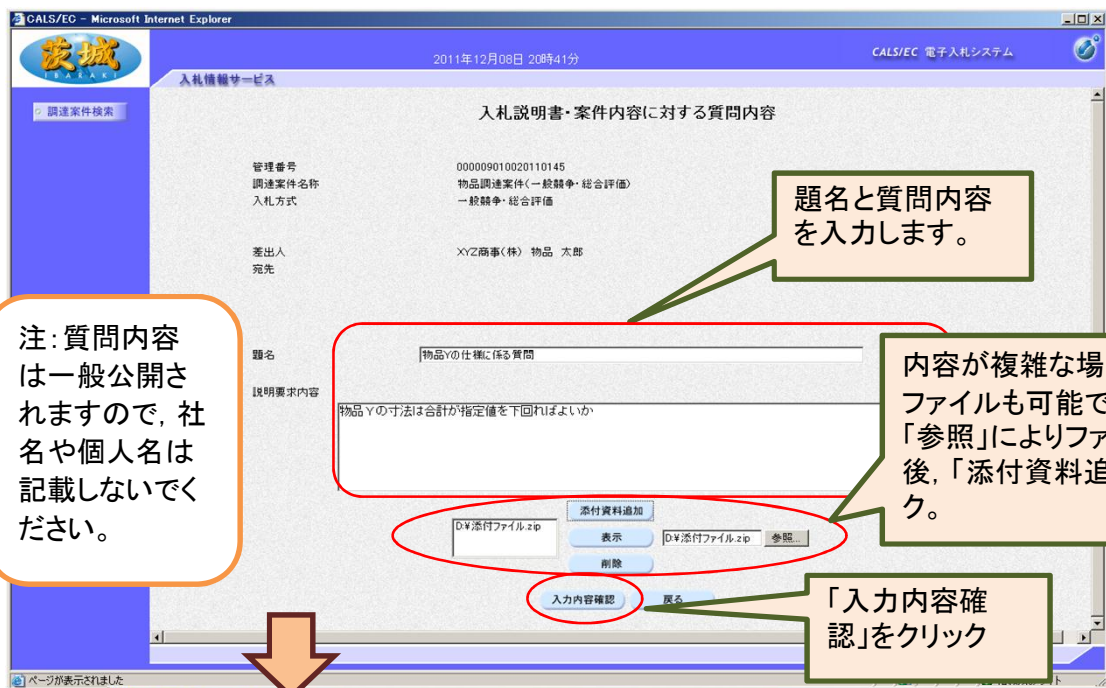 CALS/EC - Microsoft Internet Explorer
茨城
IBARAKI
2011年12月08日 20時41分
CALS/EC 電子入札システム
入札情報サービス
調達案件検索
入札説明書・案件内容に対する質問内容
管理番号 000009010020110145
調達案件名称 物品調達案件(一般競争・総合評価)
入札方式 一般競争・総合評価
差出人 XYZ商事(株) 物品 太郎
宛先
題名と質問内容
を入力します。
注:質問内容
は一般公開さ
れますので,社
名や個人名は
記載しないでく
ださい。
題名 物品Yの仕様に係る質問
説明要求内容
物品Yの寸法は合計が指定値を下回ればよいか
内容が複雑な場
ファイルも可能で
「参照」によりファ
後,「添付資料追
ク。
添付資料追加
D:¥添付ファイル.zip 表示 D:¥添付ファイル.zip 参照...
削除
入力内容確認 戻る
「入力内容確
認」をクリック
ページが表示されました